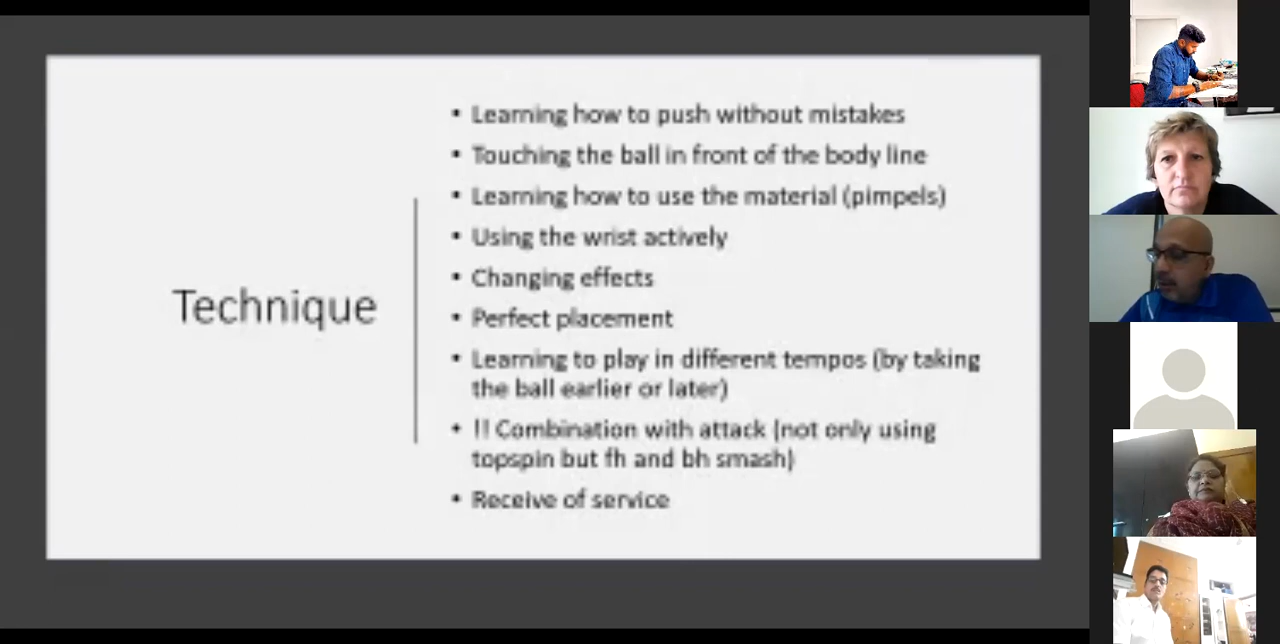 Technique
• Learning how to push without mistakes
• Touching the ball in front of the body line
• Learning how to use the material (pimpels)
• Using the wrist actively
• Changing effects
• Perfect placement
• Learning to play in different tempos (by taking
the ball earlier or later)
• !! Combination with attack (not only using
topspin but fh and bh smash)
• Receive of service